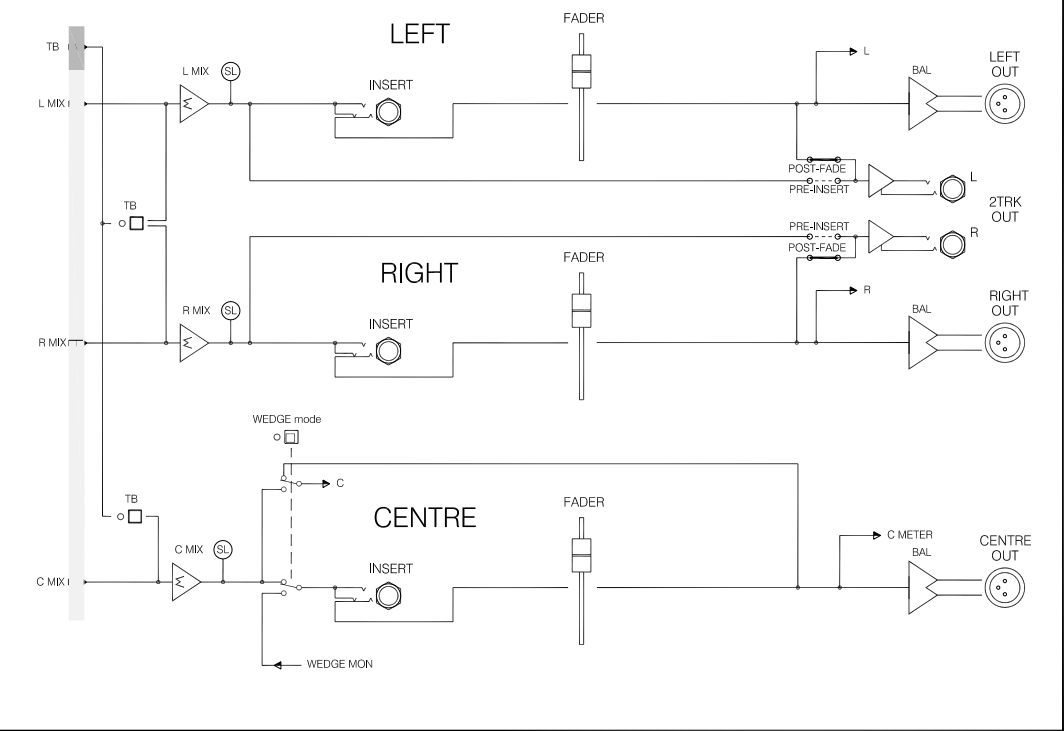 FADER
LEFT
TB
L
LEFT
OUT
L MIX
SL
BAL
INSERT
L MIX
POST-FADE
PRE-INSERT
L
2TRK
OUT
TB
PRE-INSERT
R
POST-FADE
FADER
RIGHT
R
RIGHT
OUT
R MIX
SL
BAL
INSERT
R MIX
WEDGE mode
C
FADER
TB
CENTRE
C METER
CENTRE
OUT
C MIX
SL
BAL
INSERT
C MIX
WEDGE MON